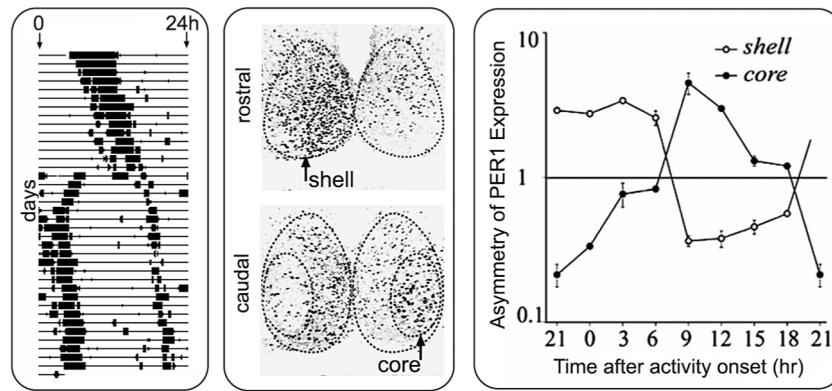 0 24h
days
rostral
shell
caudal
core
Asymmetry of PER1 Expression
10
1
0.1
shell
core
21 0 3 6 9 12 15 18 21
Time after activity onset (hr)